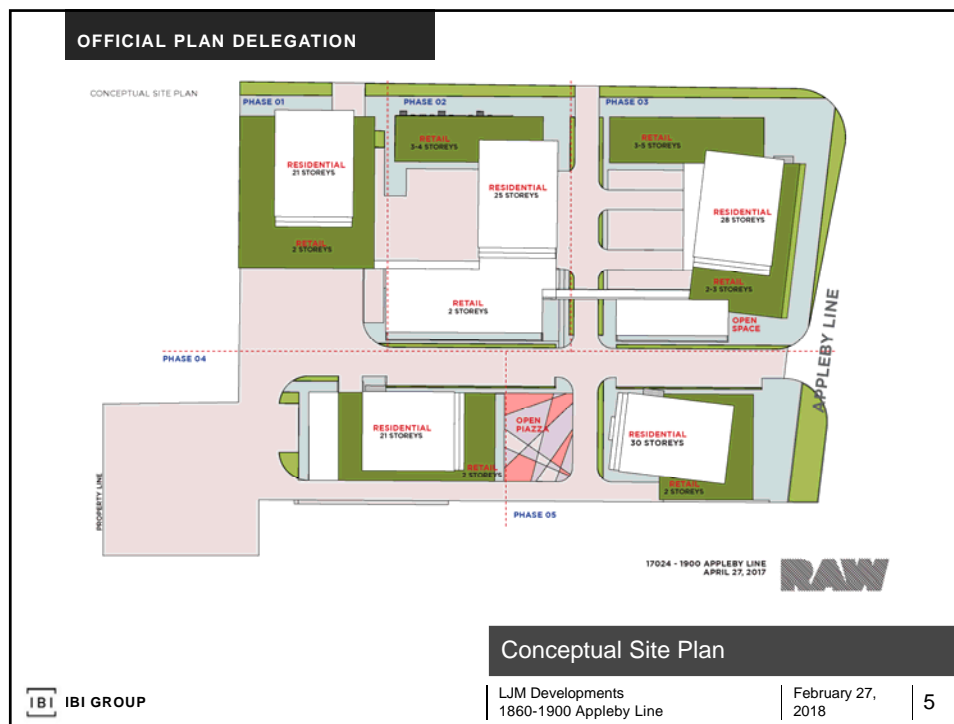 OFFICIAL PLAN DELEGATION
CONCEPTUAL SITE PLAN
PHASE 01
PHASE 02
PHASE 03
RETAIL
3-4 STOREYS
RETAIL
3-5 STOREYS
RESIDENTIAL
21 STOREYS
RESIDENTIAL
25 STOREYS
RESIDENTIAL
28 STOREYS
RETAIL
2 STOREYS
RETAIL
2-3 STOREYS
RETAIL
2 STOREYS
OPEN
SPACE
APPLEBY LINE
PHASE 04
RESIDENTIAL
21 STOREYS
OPEN
PIAZZA
RESIDENTIAL
30 STOREYS
RETAIL
2 STOREYS
RETAIL
2 STOREYS
PROPERTY LINE
PHASE 05
17024 - 1900 APPLEBY LINE
APRIL 27, 2017
RAW
Conceptual Site Plan
IBI IBI GROUP
LJM Developments
1860-1900 Appleby Line
February 27,
2018
5